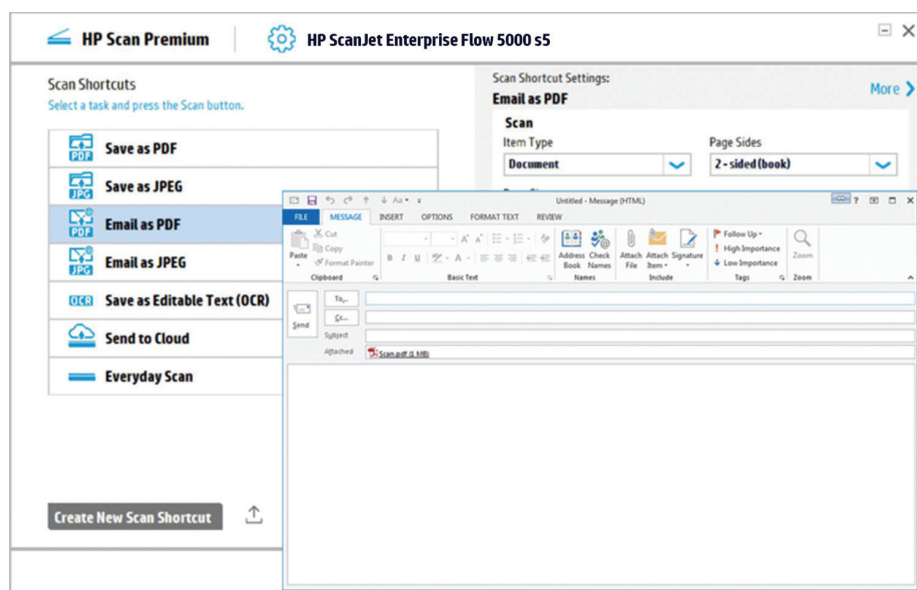 HP Scan Premium
HP ScanJet Enterprise Flow 5000 s5
Scan Shortcuts
Select a task and press the Scan button.
PDF Save as PDF
JPG Save as JPEG
PDF Email as PDF
JPG Email as JPEG
OCR Save as Editable Text (OCR)
Send to Cloud
Everyday Scan
Create New Scan Shortcut
Scan Shortcut Settings:
Email as PDF
More
Scan
Item Type
Page Sides
Document
2 - sided (book)
Untitled - Message (HTML)
FILE MESSAGE INSERT OPTIONS FORMAT TEXT REVIEW
Paste
Cut
Copy
Format Painter
Clipboard
B I U
Basic Text
Address Book
Check Names
Names
Attach File
Attach Item
Signature
Include
Follow Up
High Importance
Low Importance
Tags
Zoom
Zoom
Send
To...
Cc...
Subject
Attached Scan.pdf (1 MB)